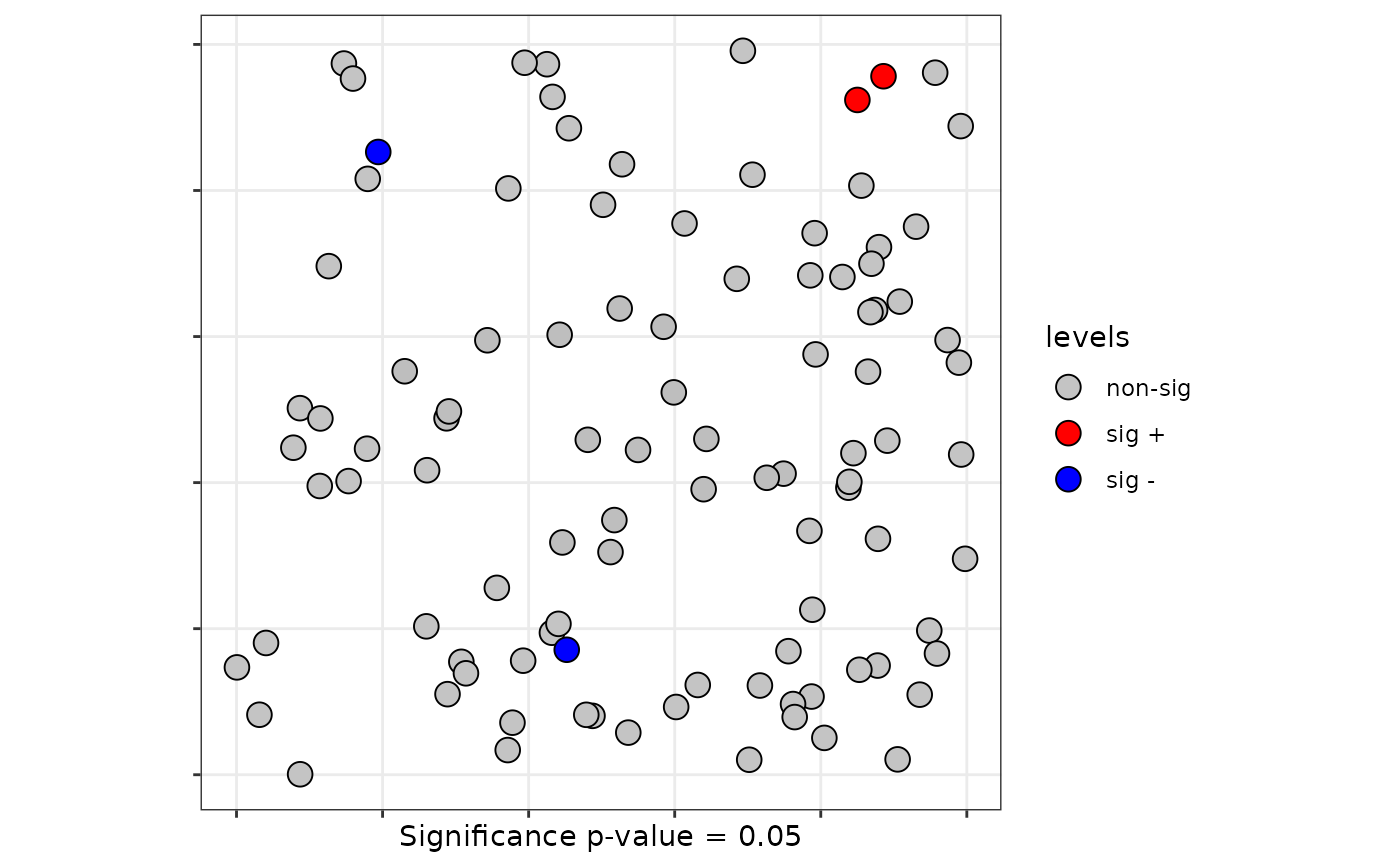 levels
non-sig
sig +
sig -
Significance p-value = 0.05